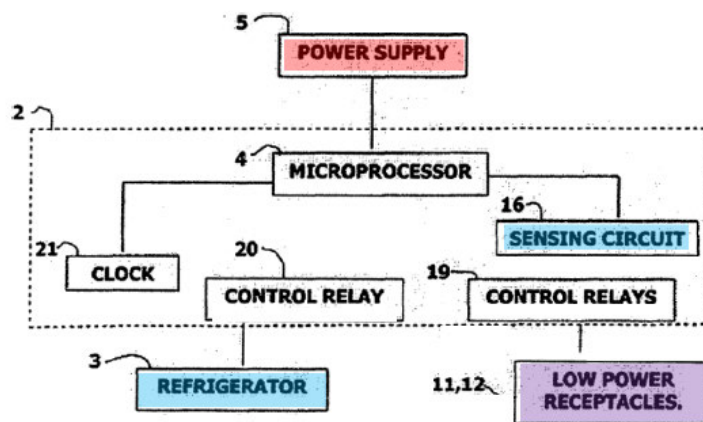 5
POWER SUPPLY
2
4
MICROPROCESSOR
16
SENSING CIRCUIT
21
CLOCK
20
CONTROL RELAY
19
CONTROL RELAYS
3
REFRIGERATOR
11,12
LOW POWER
RECEPTACLES.